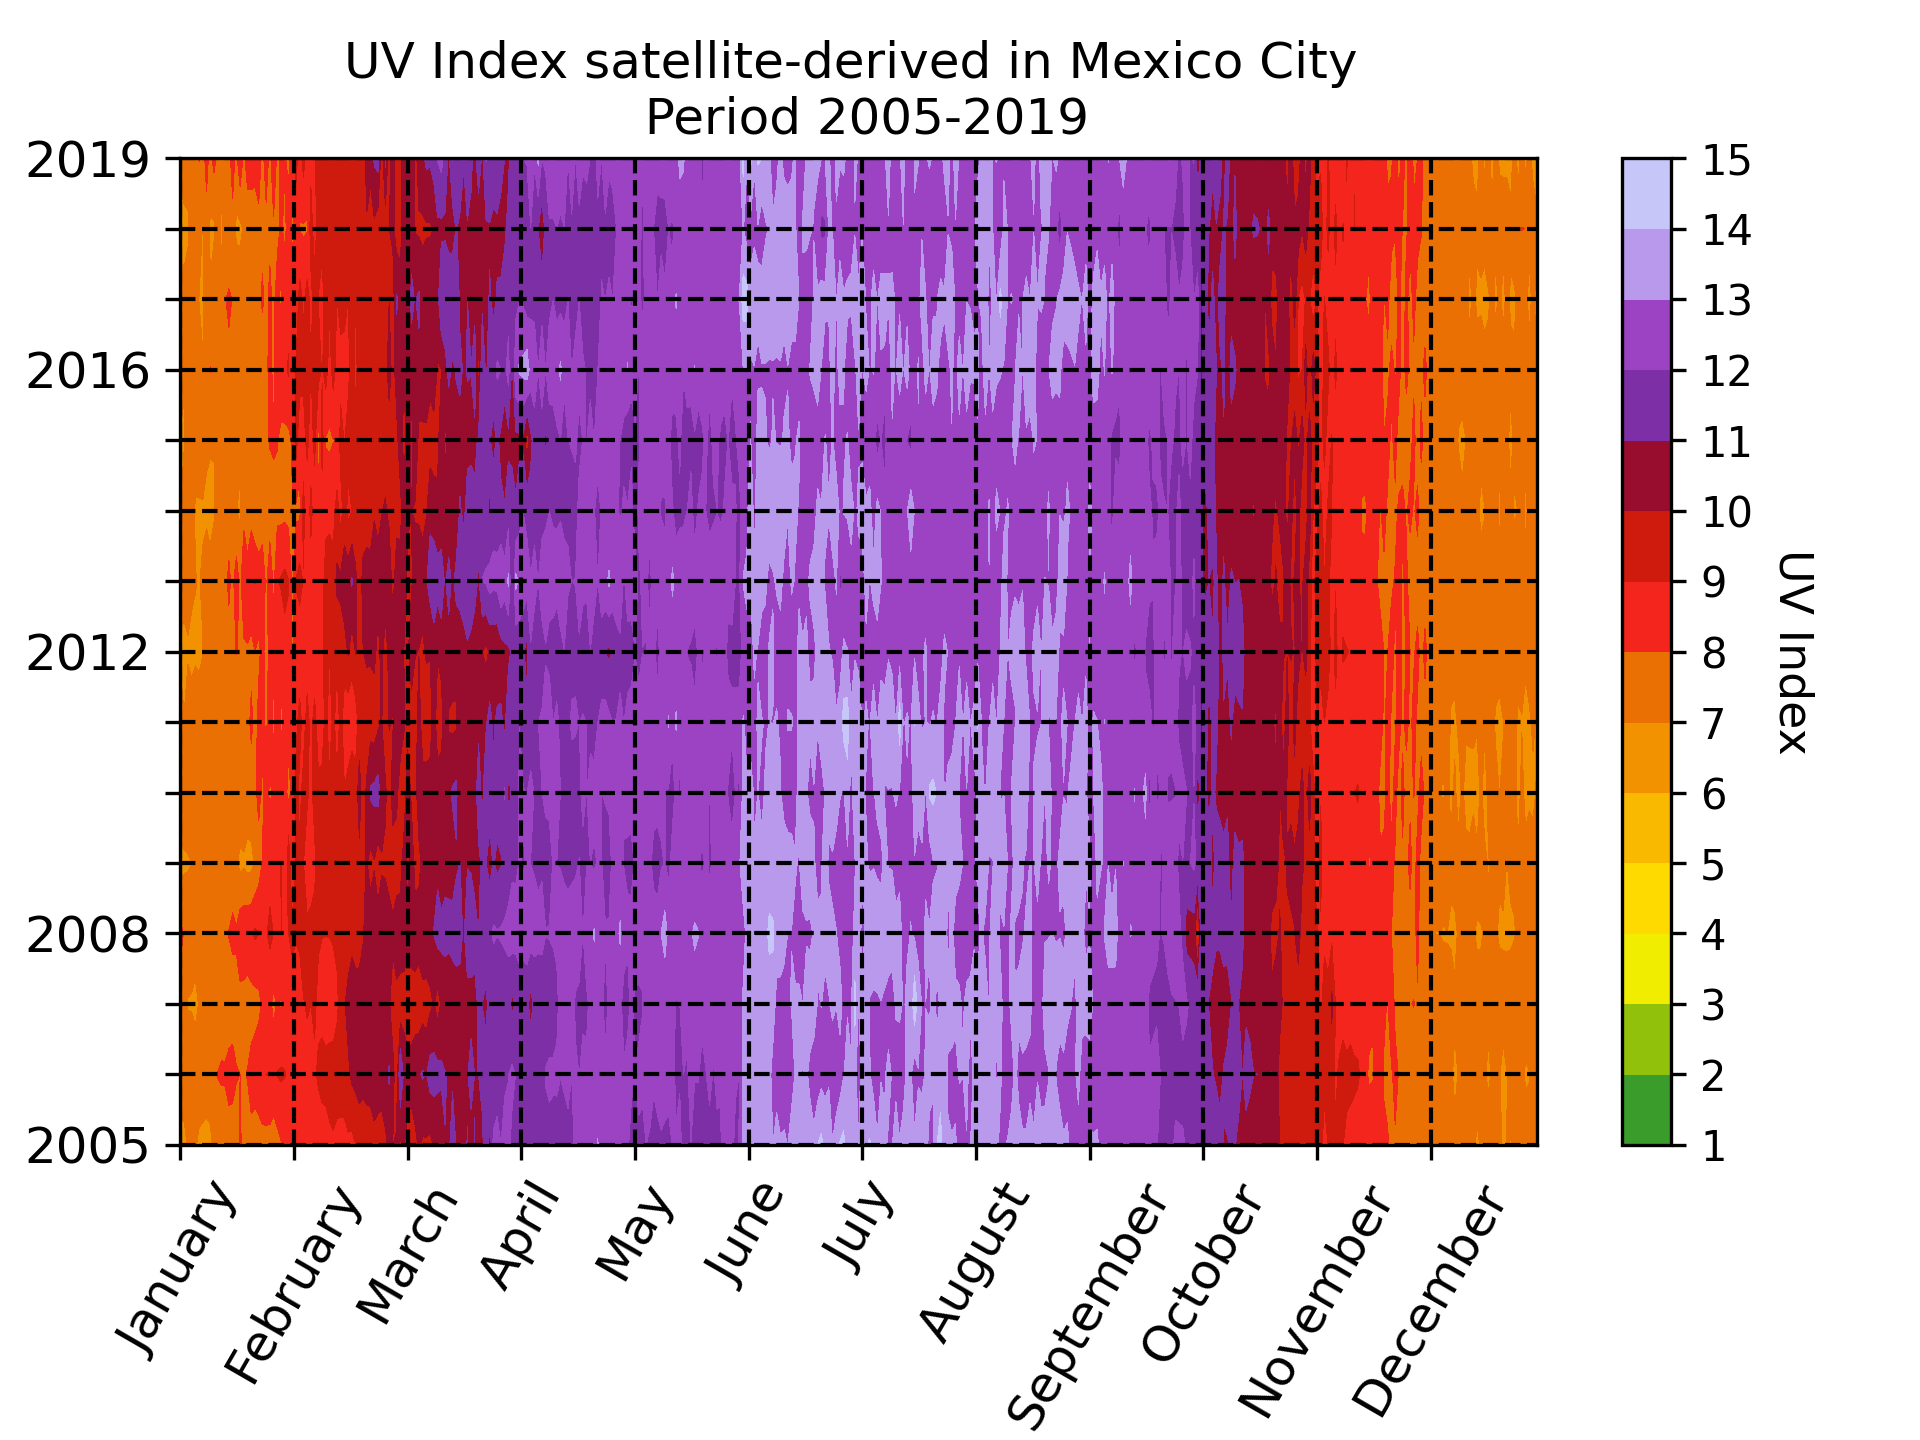 UV Index satellite-derived in Mexico City
Period 2005-2019
2019
2016
2012
2008
2005
January
February
March
April
May
June
July
August
September
October
November
December
15
14
13
12
11
10
9
8
7
6
5
4
3
2
1
UV Index